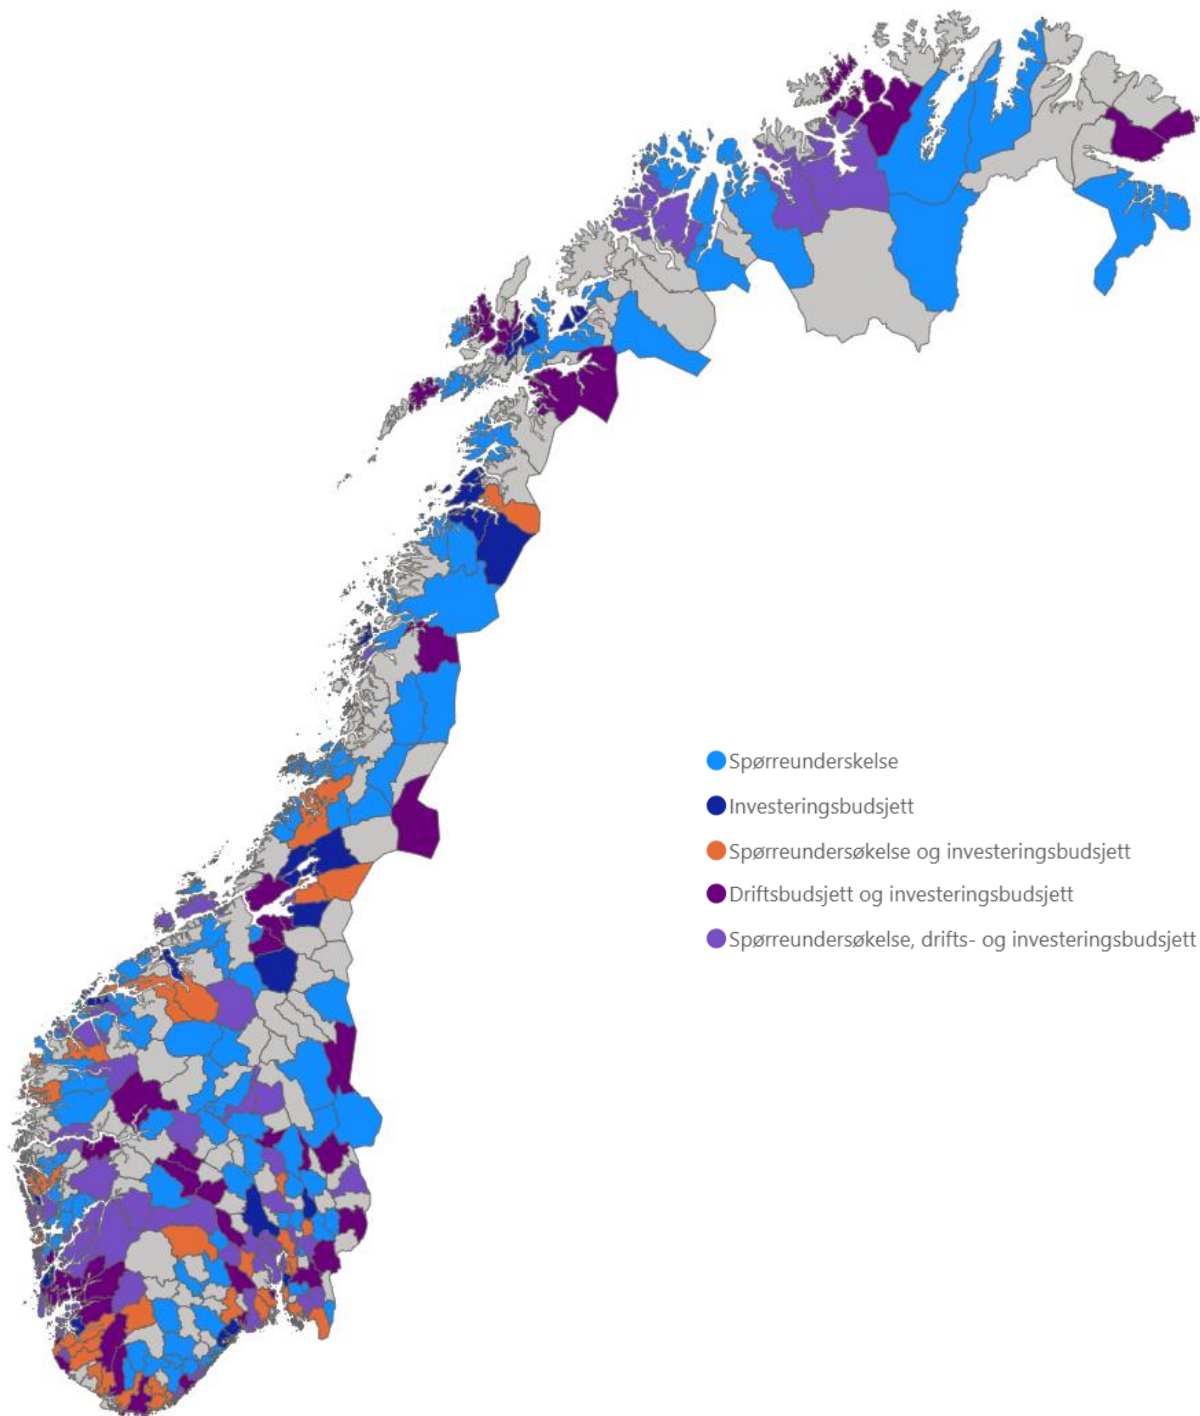 Spørreunderskelse
Investeringsbudsjett
Spørreundersøkelse og investeringsbudsjett
Driftsbudsjett og investeringsbudsjett
Spørreundersøkelse, drifts- og investeringsbudsjett